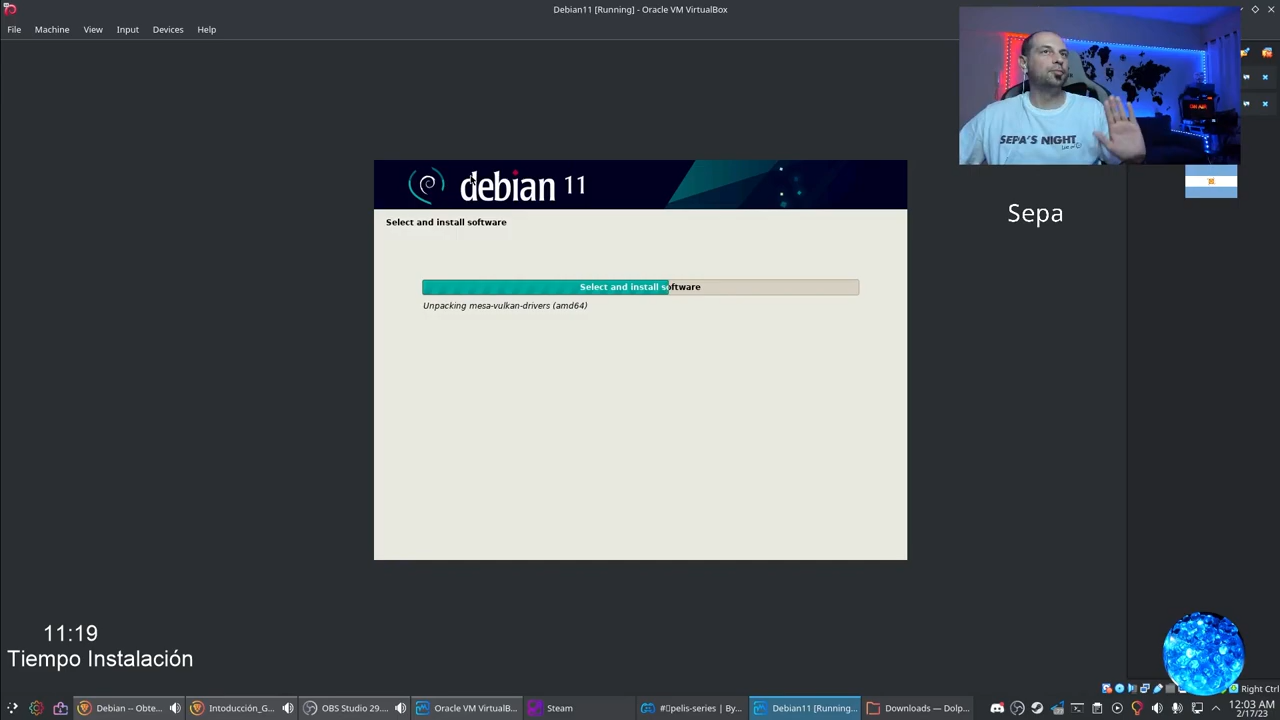 Debian11 [Running] - Oracle VM VirtualBox
File Machine View Input Devices Help
ON AIR
SEPA'S NIGHT
Sepa
debian 11
Select and install software
Select and install software
Unpacking mesa-vulkan-drivers (amd64)
11:19
Tiempo Instalación
Right Ctrl
Debian — Obte...
Intoducción_G...
OBS Studio 29....
Oracle VM VirtualB...
Steam
#🍿pelis-series | By...
Debian11 [Running...
Downloads — Dolp...
12:03 AM
2/17/23